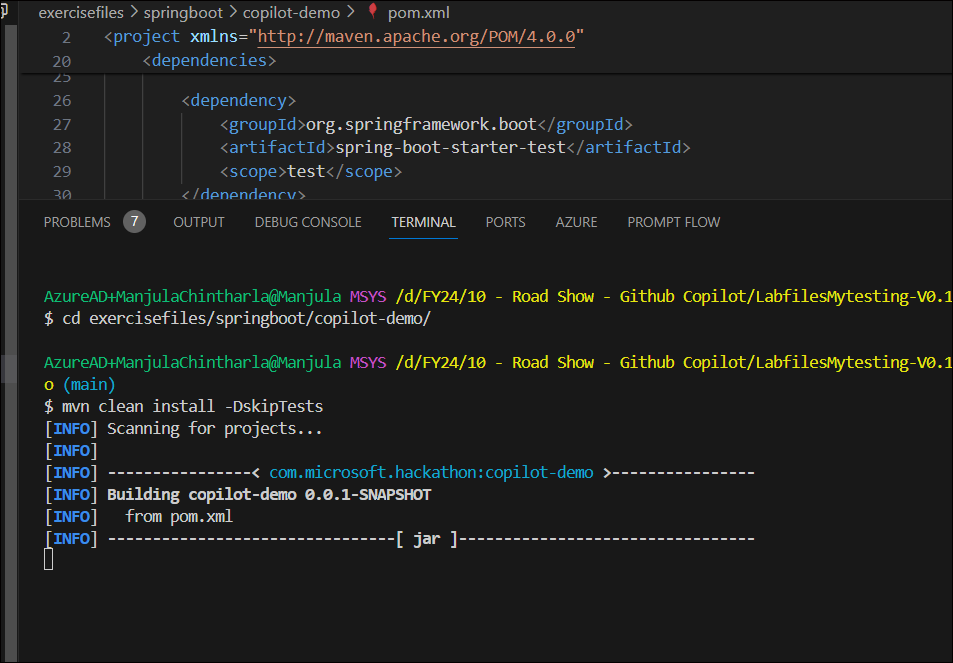 exercisefiles > springboot > copilot-demo > pom.xml
2 <project xmlns="http://maven.apache.org/POM/4.0.0"
20 <dependencies>
25
26 <dependency>
27 <groupId>org.springframework.boot</groupId>
28 <artifactId>spring-boot-starter-test</artifactId>
29 <scope>test</scope>
30 </dependency>
PROBLEMS 7 OUTPUT DEBUG CONSOLE TERMINAL PORTS AZURE PROMPT FLOW
AzureAD+ManjulaChintharla@Manjula MSYS /d/FY24/10 - Road Show - Github Copilot/LabfilesMytesting-V0.1
$ cd exercisefiles/springboot/copilot-demo/
AzureAD+ManjulaChintharla@Manjula MSYS /d/FY24/10 - Road Show - Github Copilot/LabfilesMytesting-V0.1
o (main)
$ mvn clean install -DskipTests
[INFO] Scanning for projects...
[INFO]
[INFO] ----------------< com.microsoft.hackathon:copilot-demo >----------------
[INFO] Building copilot-demo 0.0.1-SNAPSHOT
[INFO]   from pom.xml
[INFO] --------------------------------[ jar ]---------------------------------